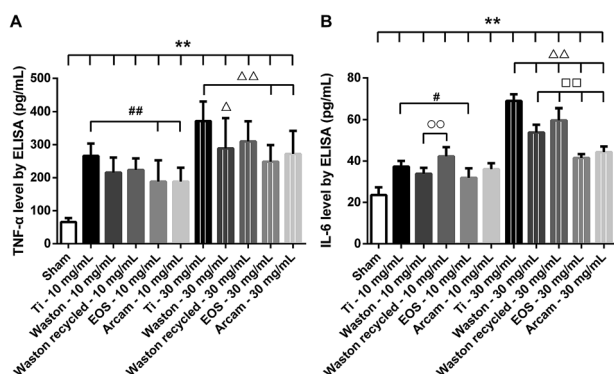 A
**
TNF-α level by ELISA (pg/mL)
500
400
300
200
100
0
##
△
△△
Sham
Ti - 10 mg/mL
Waston - 10 mg/mL
Waston recycled - 10 mg/mL
EOS - 10 mg/mL
Arcam - 10 mg/mL
Ti - 30 mg/mL
Waston - 30 mg/mL
Waston recycled - 30 mg/mL
EOS - 30 mg/mL
Arcam - 30 mg/mL
B
**
IL-6 level by ELISA (pg/mL)
80
60
40
20
0
#
○○
△△
□□
Sham
Ti - 10 mg/mL
Waston - 10 mg/mL
Waston recycled - 10 mg/mL
EOS - 10 mg/mL
Arcam - 10 mg/mL
Ti - 30 mg/mL
Waston - 30 mg/mL
Waston recycled - 30 mg/mL
EOS - 30 mg/mL
Arcam - 30 mg/mL